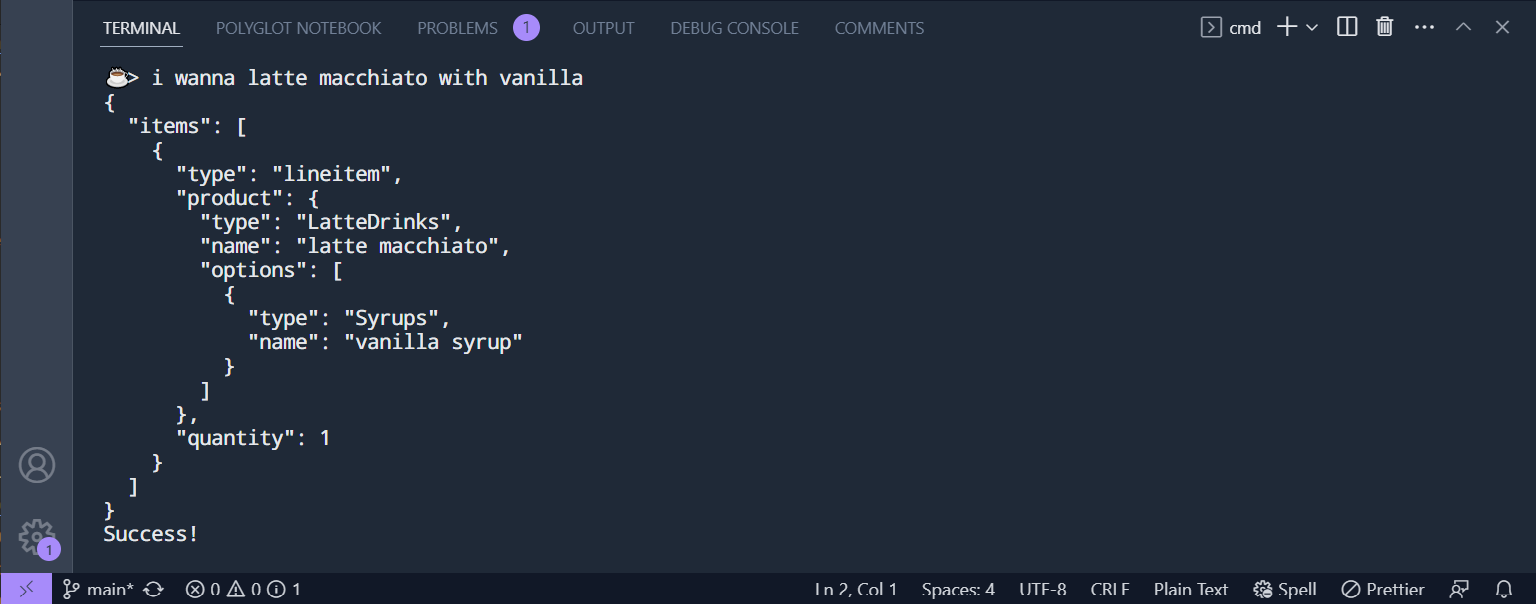 TERMINAL POLYGLOT NOTEBOOK PROBLEMS 1 OUTPUT DEBUG CONSOLE COMMENTS cmd
> i wanna latte macchiato with vanilla
{
  "items": [
    {
      "type": "lineitem",
      "product": {
        "type": "LatteDrinks",
        "name": "latte macchiato",
        "options": [
          {
            "type": "Syrups",
            "name": "vanilla syrup"
          }
        ]
      },
      "quantity": 1
    }
  ]
}
Success!
1
main* 0 0 1 Ln 2, Col 1 Spaces: 4 UTF-8 CRLF Plain Text Spell Prettier